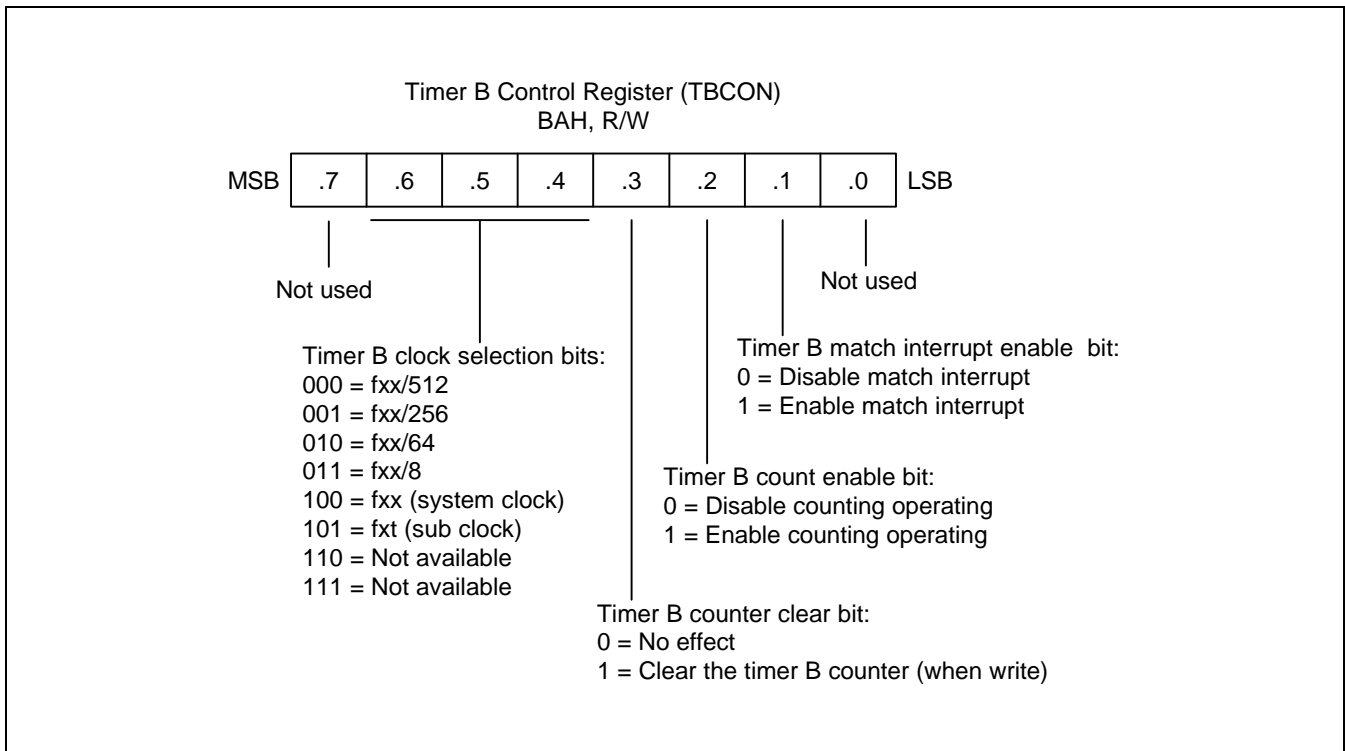 Timer B Control Register (TBCON)
BAH, R/W
MSB .7 .6 .5 .4 .3 .2 .1 .0 LSB
Not used
Not used
Timer B clock selection bits:
000 = fxx/512
001 = fxx/256
010 = fxx/64
011 = fxx/8
100 = fxx (system clock)
101 = fxt (sub clock)
110 = Not available
111 = Not available
Timer B match interrupt enable bit:
0 = Disable match interrupt
1 = Enable match interrupt
Timer B count enable bit:
0 = Disable counting operating
1 = Enable counting operating
Timer B counter clear bit:
0 = No effect
1 = Clear the timer B counter (when write)